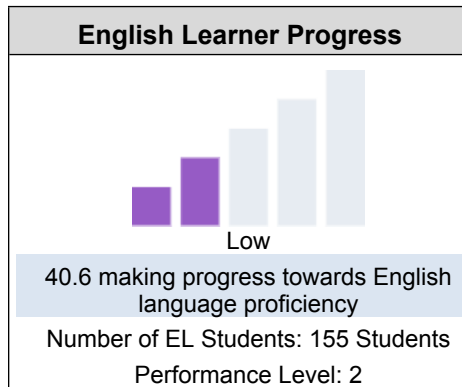 English Learner Progress
Low
40.6 making progress towards English
language proficiency
Number of EL Students: 155 Students
Performance Level: 2